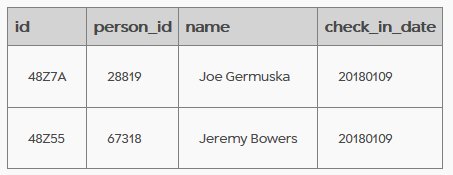 id person_id name check_in_date
48Z7A 28819 Joe Germuska 20180109
48Z55 67318 Jeremy Bowers 20180109